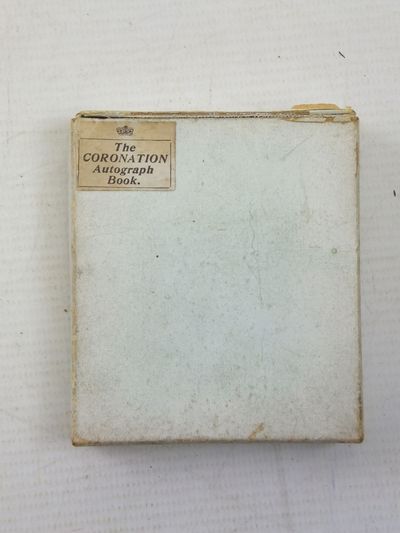 The
CORONATION
Autograph
Book.